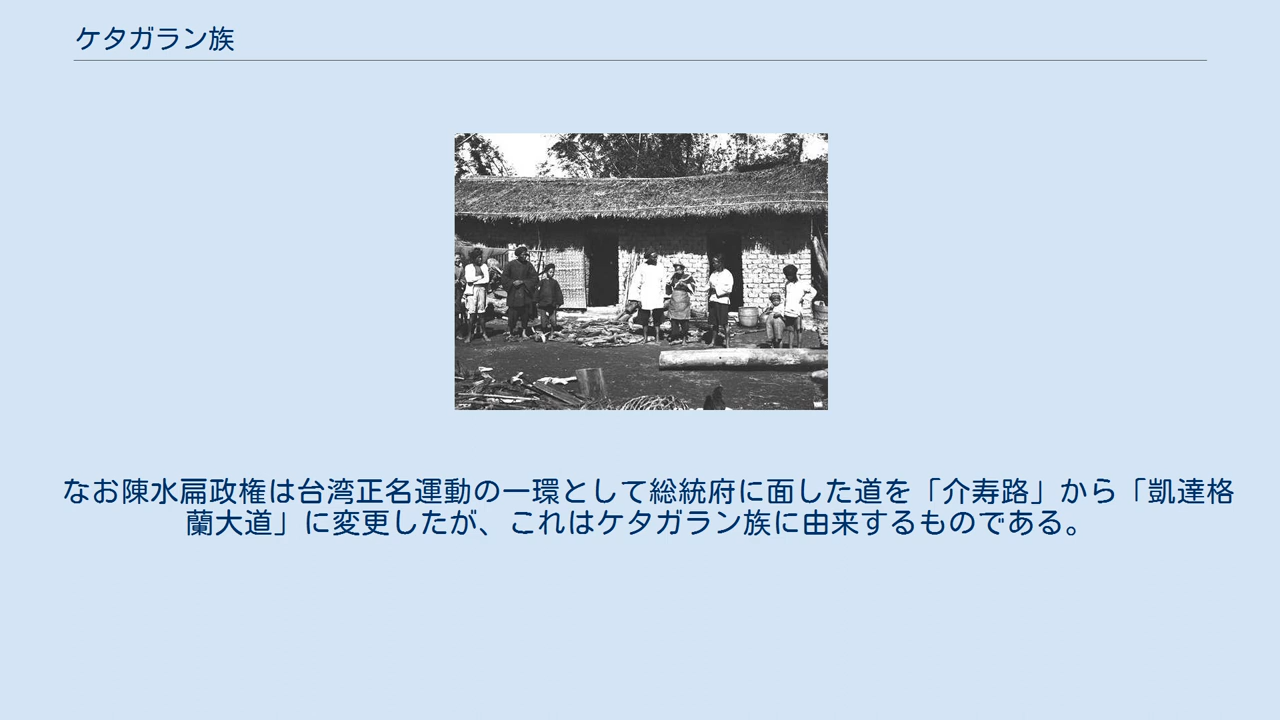 ケタガラン族
なお陳水扁政権は台湾正名運動の一環として総統府に面した道を「介寿路」から「凱達格
蘭大道」に変更したが、これはケタガラン族に由来するものである。